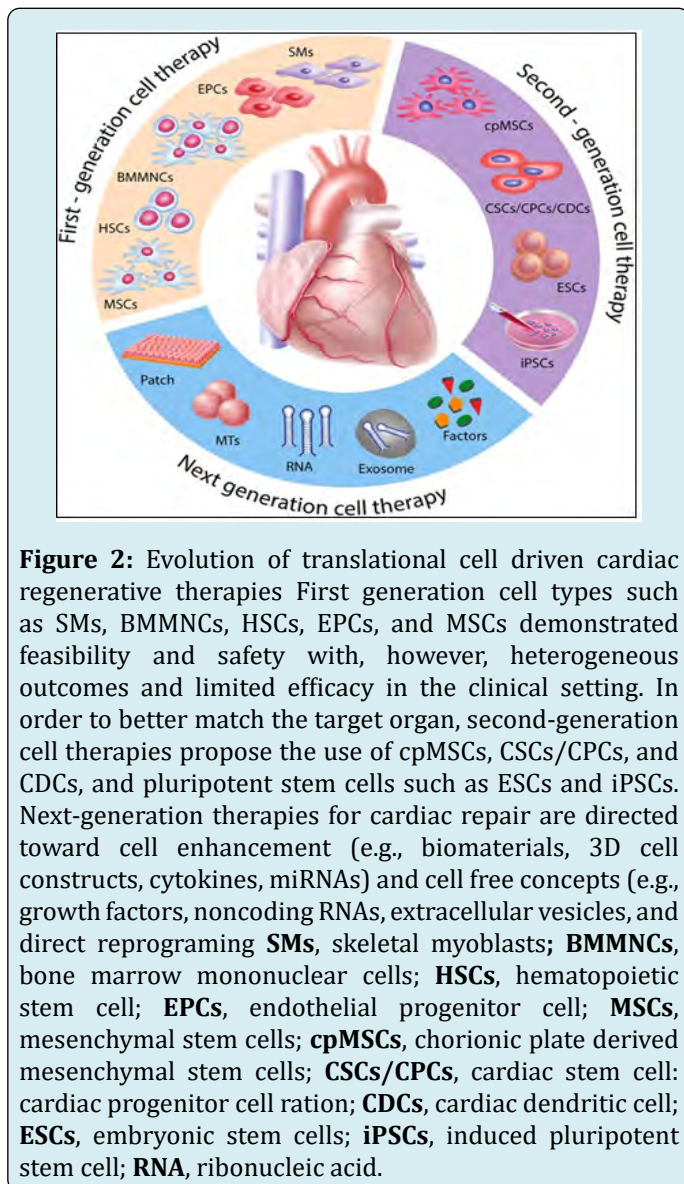 First - generation cell therapy
SMs
EPCs
BMMNCs
HSCs
MSCs
Second - generation cell therapy
cpMSCs
CSCs/CPCs/CDCs
ESCs
iPSCs
Patch
MTs
RNA
Exosome
Factors
Next generation cell therapy
Figure 2: Evolution of translational cell driven cardiac
regenerative therapies First generation cell types such
as SMs, BMMNCs, HSCs, EPCs, and MSCs demonstrated
feasibility and safety with, however, heterogeneous
outcomes and limited efficacy in the clinical setting. In
order to better match the target organ, second-generation
cell therapies propose the use of cpMSCs, CSCs/CPCs, and
CDCs, and pluripotent stem cells such as ESCs and iPSCs.
Next-generation therapies for cardiac repair are directed
toward cell enhancement (e.g., biomaterials, 3D cell
constructs, cytokines, miRNAs) and cell free concepts (e.g.,
growth factors, noncoding RNAs, extracellular vesicles, and
direct reprograming SMs, skeletal myoblasts; BMMNCs,
bone marrow mononuclear cells; HSCs, hematopoietic
stem cell; EPCs, endothelial progenitor cell; MSCs,
mesenchymal stem cells; cpMSCs, chorionic plate derived
mesenchymal stem cells; CSCs/CPCs, cardiac stem cell:
cardiac progenitor cell ration; CDCs, cardiac dendritic cell;
ESCs, embryonic stem cells; iPSCs, induced pluripotent
stem cell; RNA, ribonucleic acid.